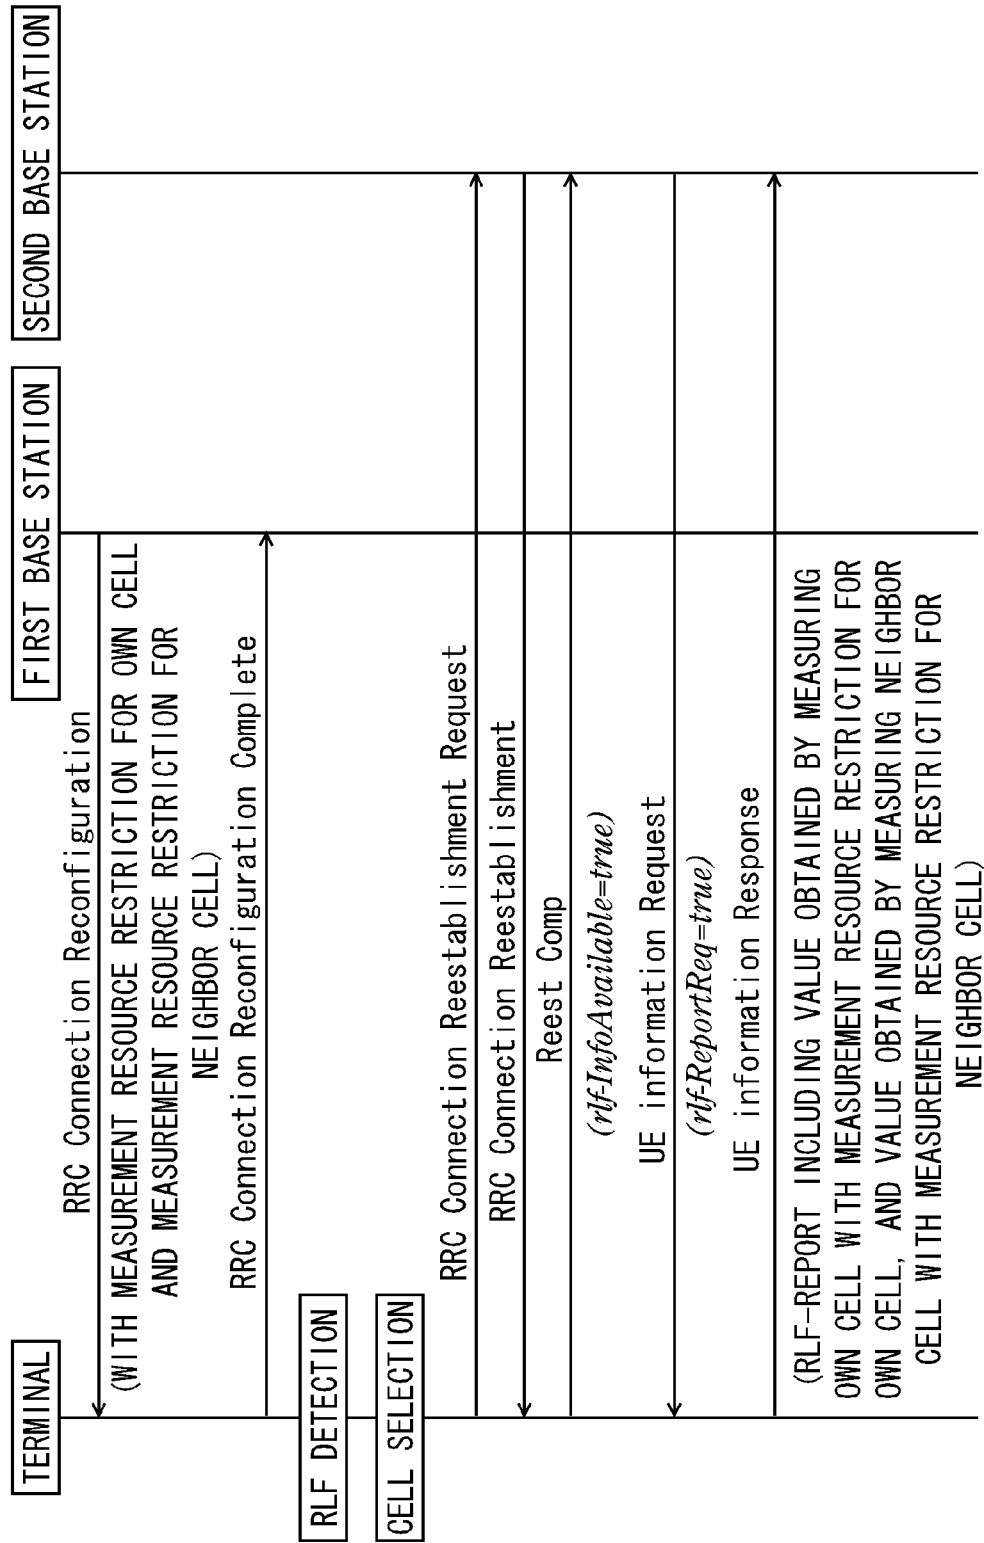 TERMINAL
FIRST BASE STATION
SECOND BASE STATION
RRC Connection Reconfiguration
(WITH MEASUREMENT RESOURCE RESTRICTION FOR OWN CELL
AND MEASUREMENT RESOURCE RESTRICTION FOR
NEIGHBOR CELL)
RRC Connection Reconfiguration Complete
RLF DETECTION
CELL SELECTION
RRC Connection Reestablishment Request
RRC Connection Reestablishment
Reest Comp
(rlf-InfoAvailable=true)
UE information Request
(rlf-ReportReq=true)
UE information Response
(RLF-REPORT INCLUDING VALUE OBTAINED BY MEASURING
OWN CELL WITH MEASUREMENT RESOURCE RESTRICTION FOR
OWN CELL, AND VALUE OBTAINED BY MEASURING NEIGHBOR
CELL WITH MEASUREMENT RESOURCE RESTRICTION FOR
NEIGHBOR CELL)